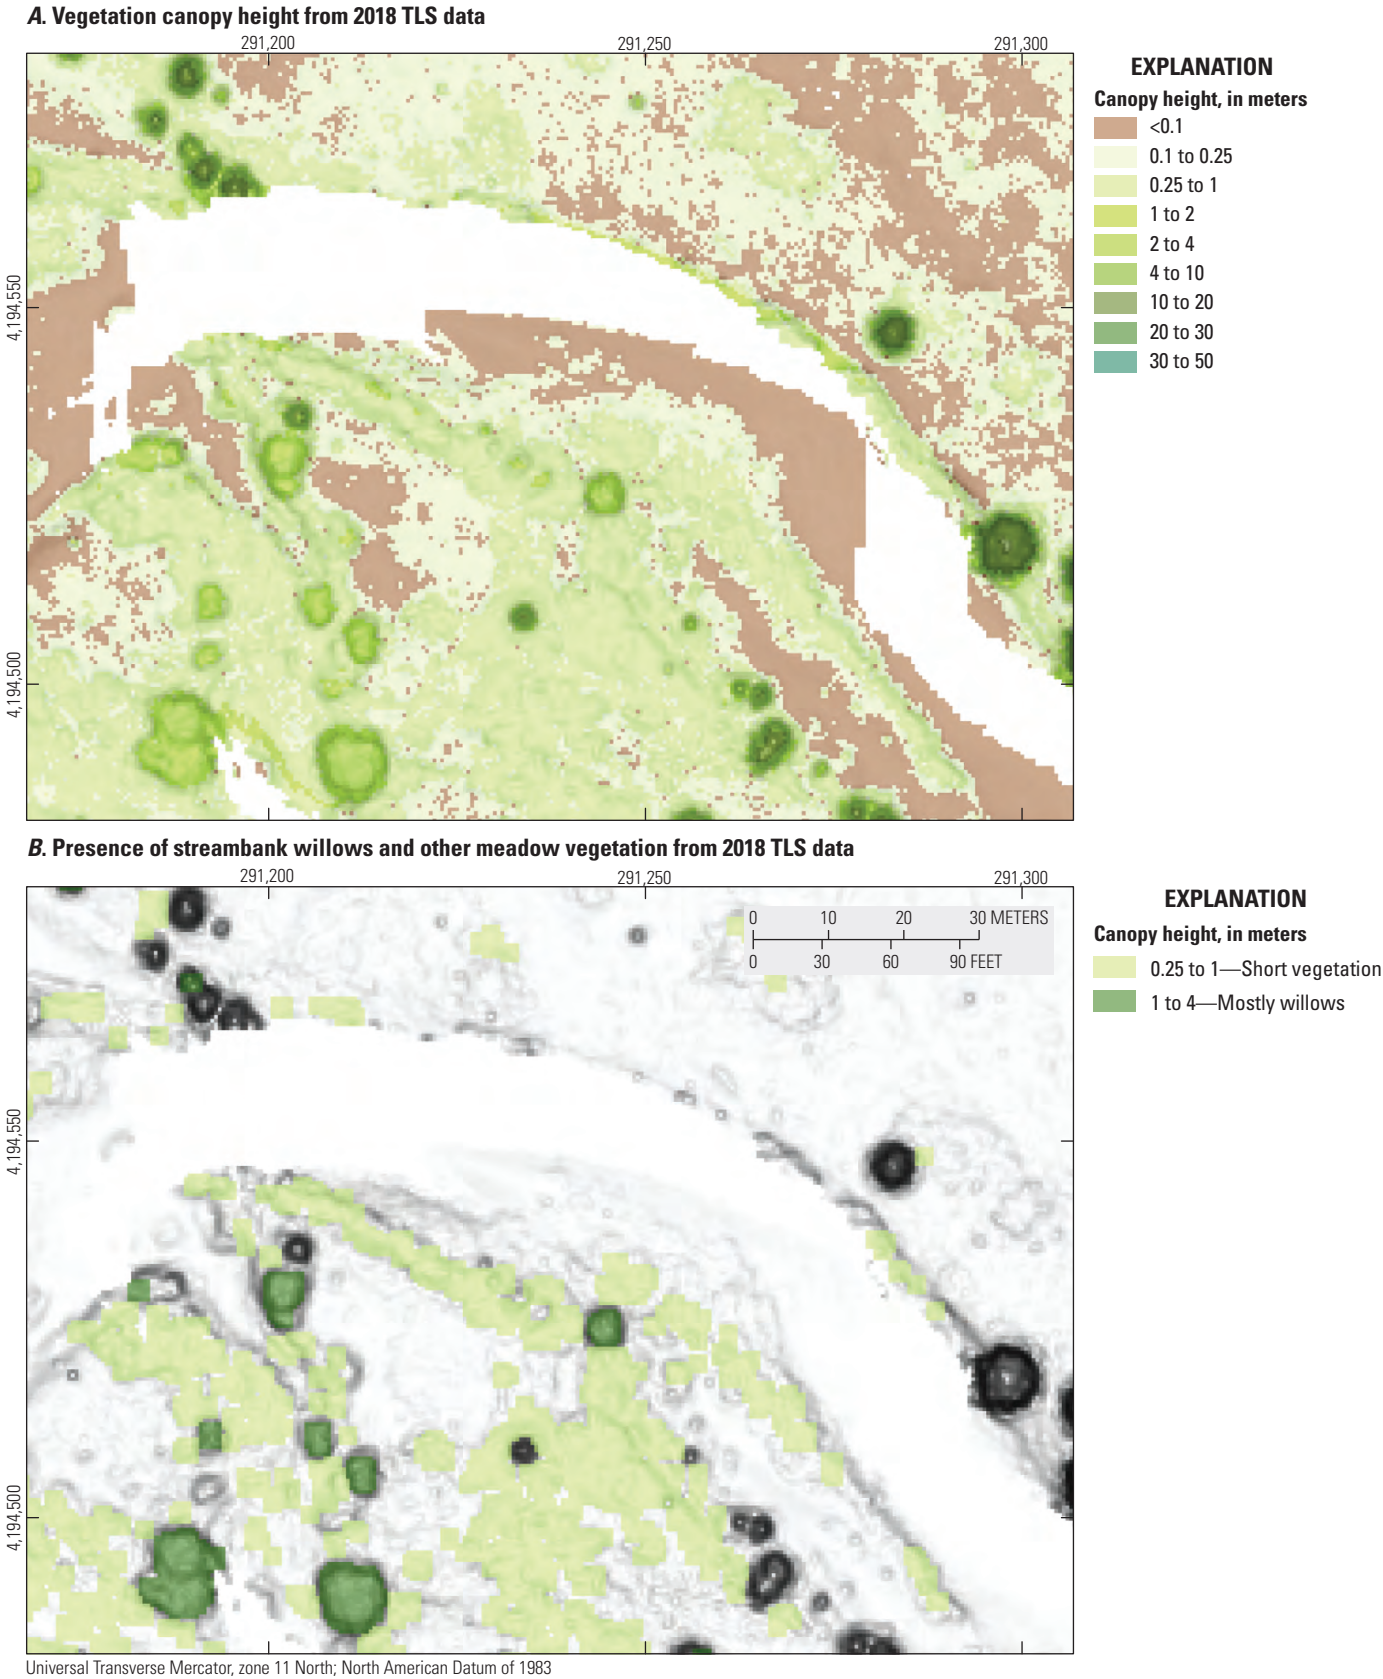 A. Vegetation canopy height from 2018 TLS data
291,200
291,250
291,300
4,194,550
4,194,500
EXPLANATION
Canopy height, in meters
<0.1
0.1 to 0.25
0.25 to 1
1 to 2
2 to 4
4 to 10
10 to 20
20 to 30
30 to 50
B. Presence of streambank willows and other meadow vegetation from 2018 TLS data
291,200
291,250
291,300
0 10 20 30 METERS
0 30 60 90 FEET
4,194,550
4,194,500
EXPLANATION
Canopy height, in meters
0.25 to 1—Short vegetation
1 to 4—Mostly willows
Universal Transverse Mercator, zone 11 North; North American Datum of 1983